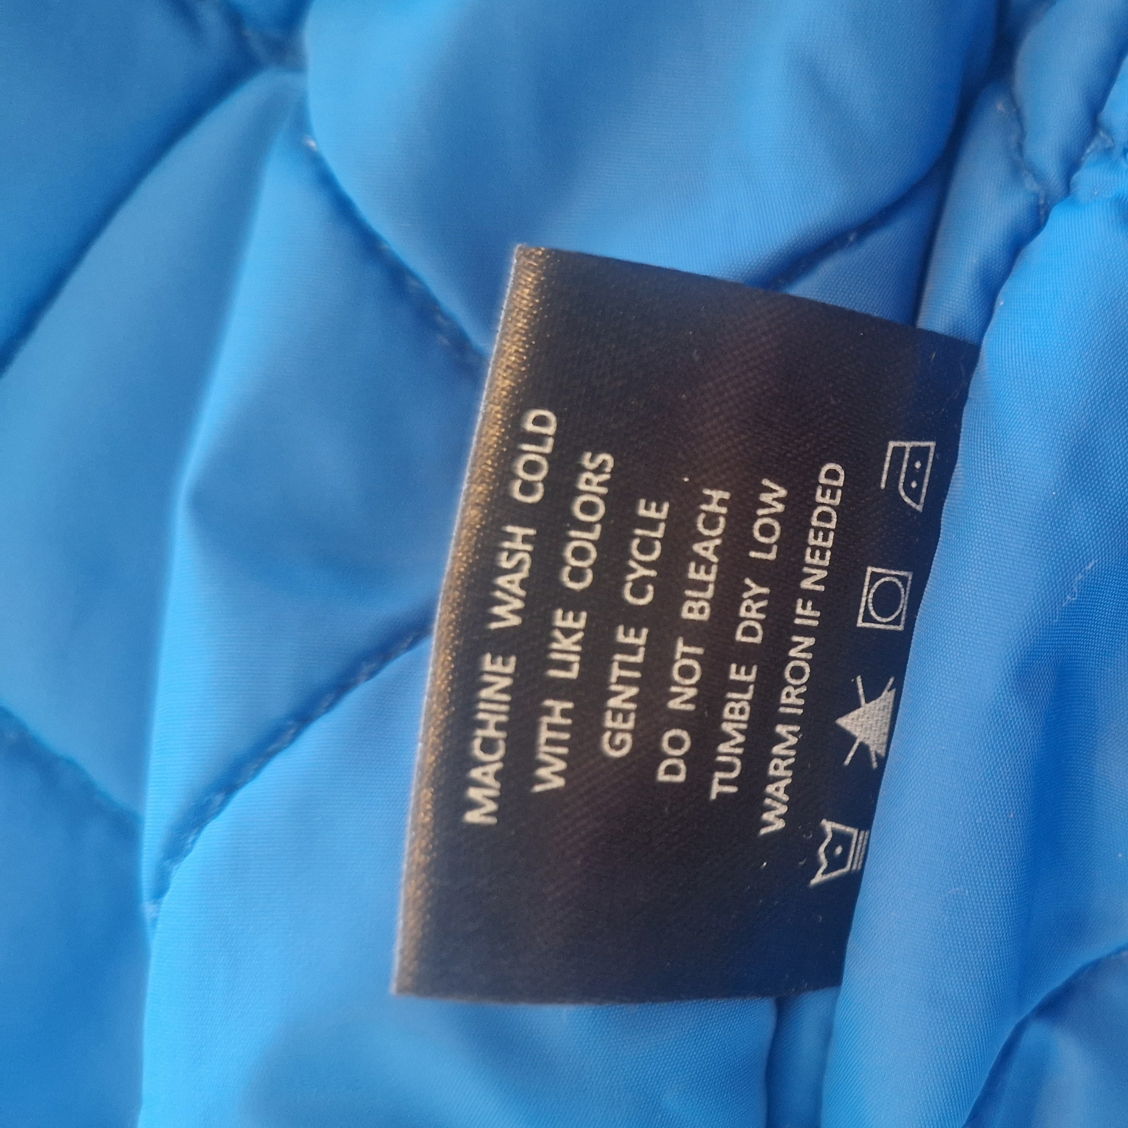 MACHINE WASH COLD
WITH LIKE COLORS
GENTLE CYCLE
DO NOT BLEACH
TUMBLE DRY LOW
WARM IRON IF NEEDED